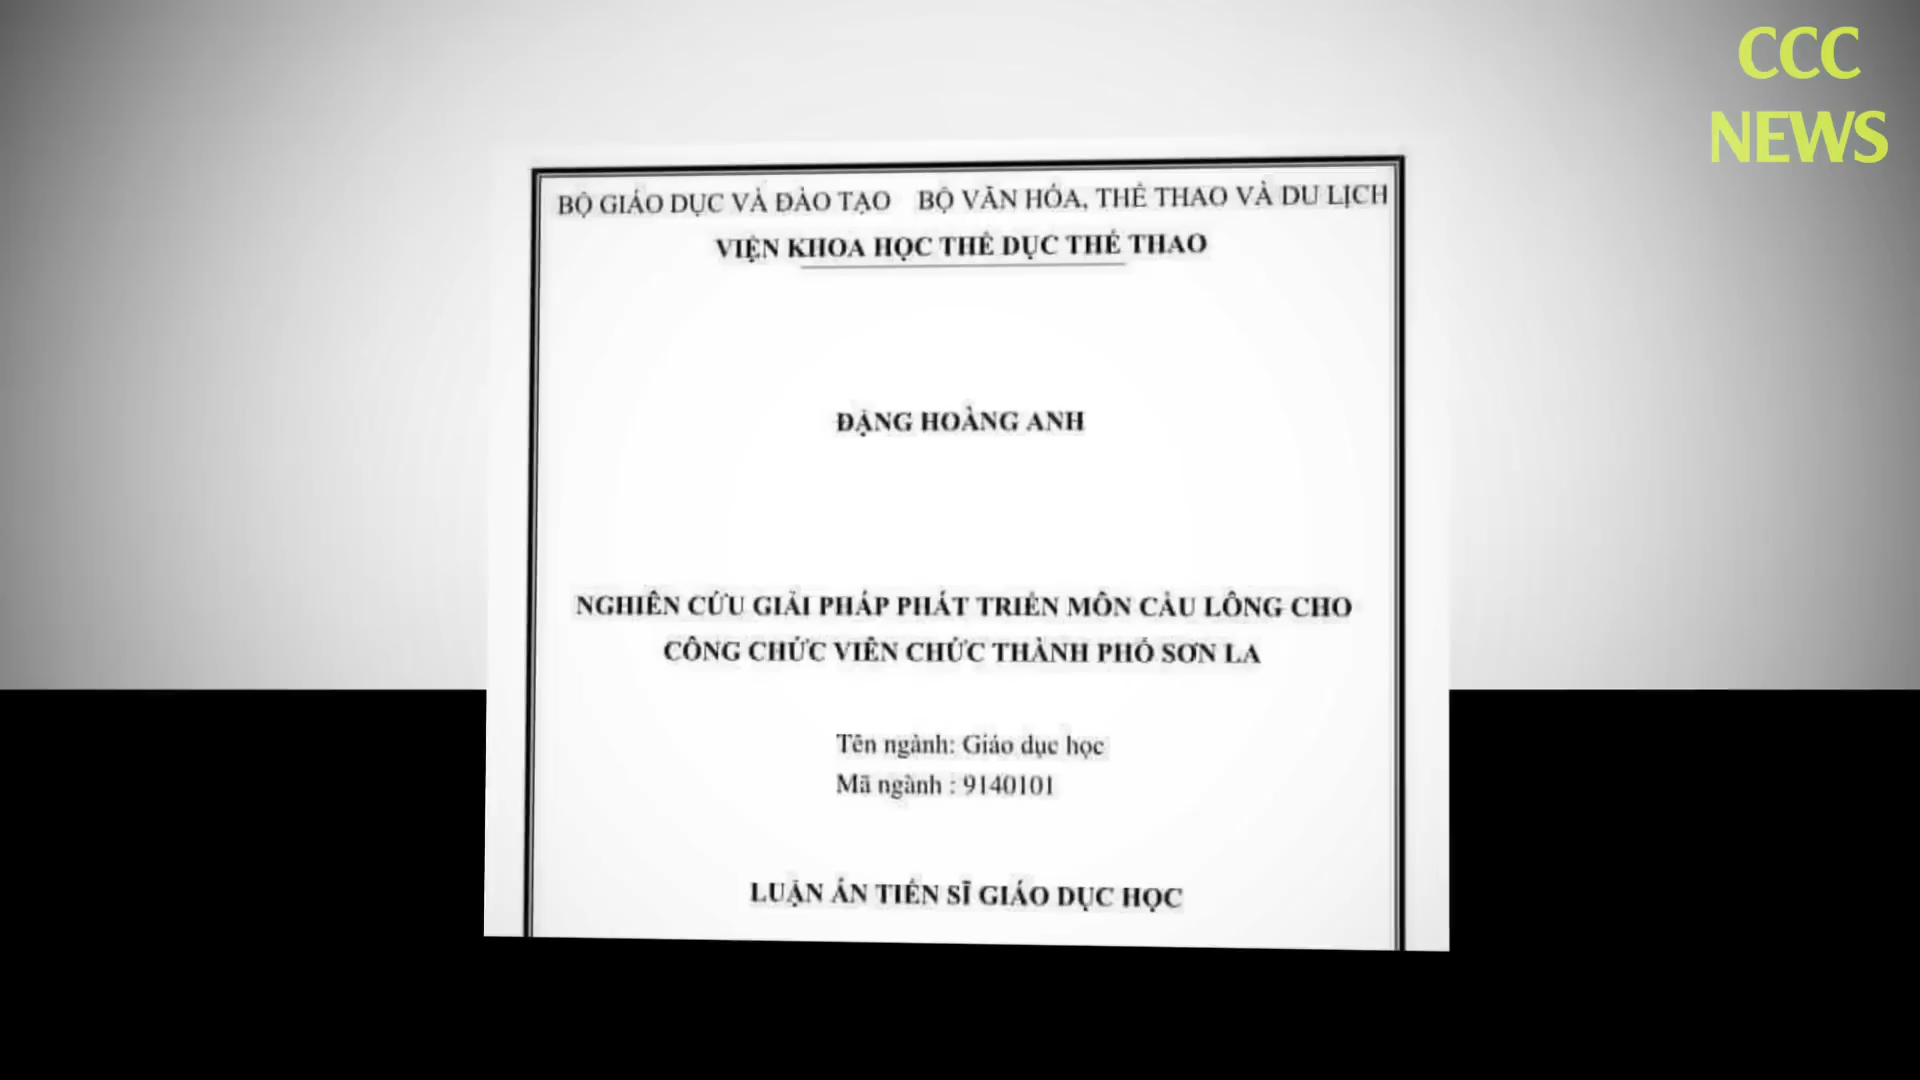 CCC
NEWS
BỘ GIÁO DỤC VÀ ĐÀO TẠO BỘ VĂN HÓA, THỂ THAO VÀ DU LỊCH
VIỆN KHOA HỌC THỂ DỤC THỂ THAO
ĐẶNG HOÀNG ANH
NGHIÊN CỨU GIẢI PHÁP PHÁT TRIỂN MÔN CẦU LÔNG CHO
CÔNG CHỨC VIÊN CHỨC THÀNH PHỐ SƠN LA
Tên ngành: Giáo dục học
Mã ngành : 9140101
LUẬN ÁN TIẾN SĨ GIÁO DỤC HỌC